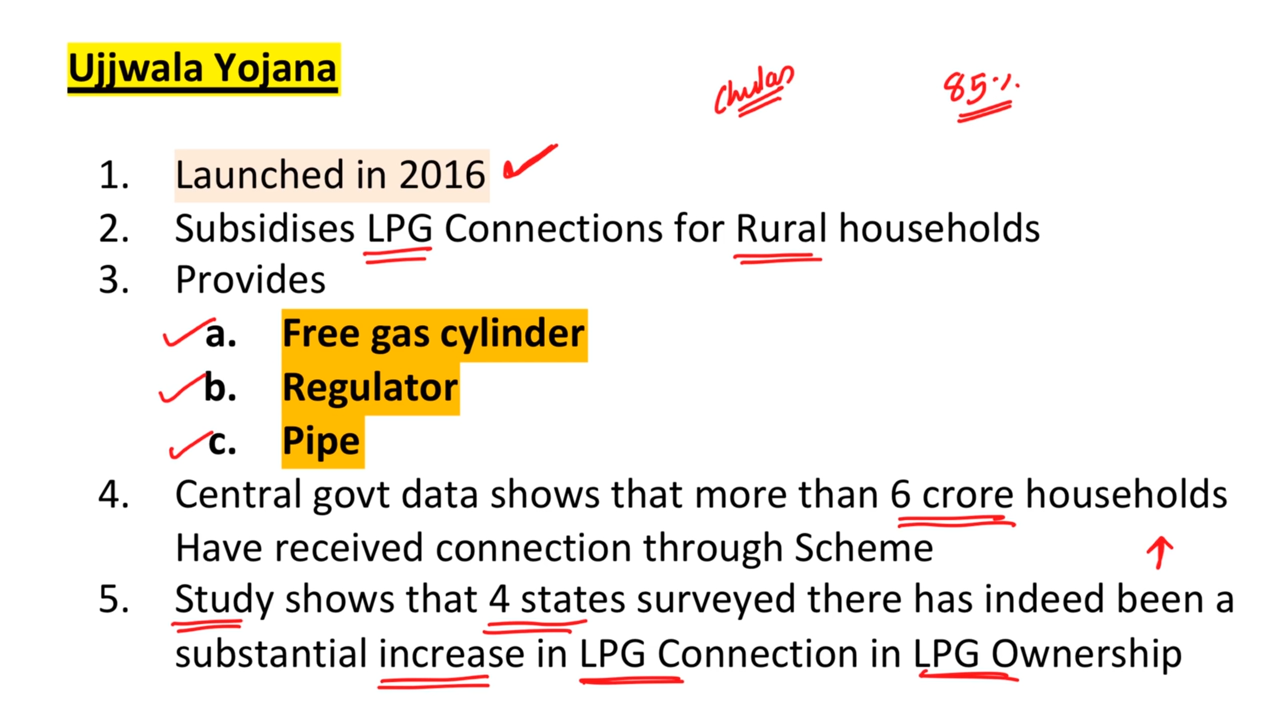 Ujjwala Yojana
Chulas 85%
1. Launched in 2016
2. Subsidises LPG Connections for Rural households
3. Provides
a. Free gas cylinder
b. Regulator
c. Pipe
4. Central govt data shows that more than 6 crore households
Have received connection through Scheme
5. Study shows that 4 states surveyed there has indeed been a
substantial increase in LPG Connection in LPG Ownership